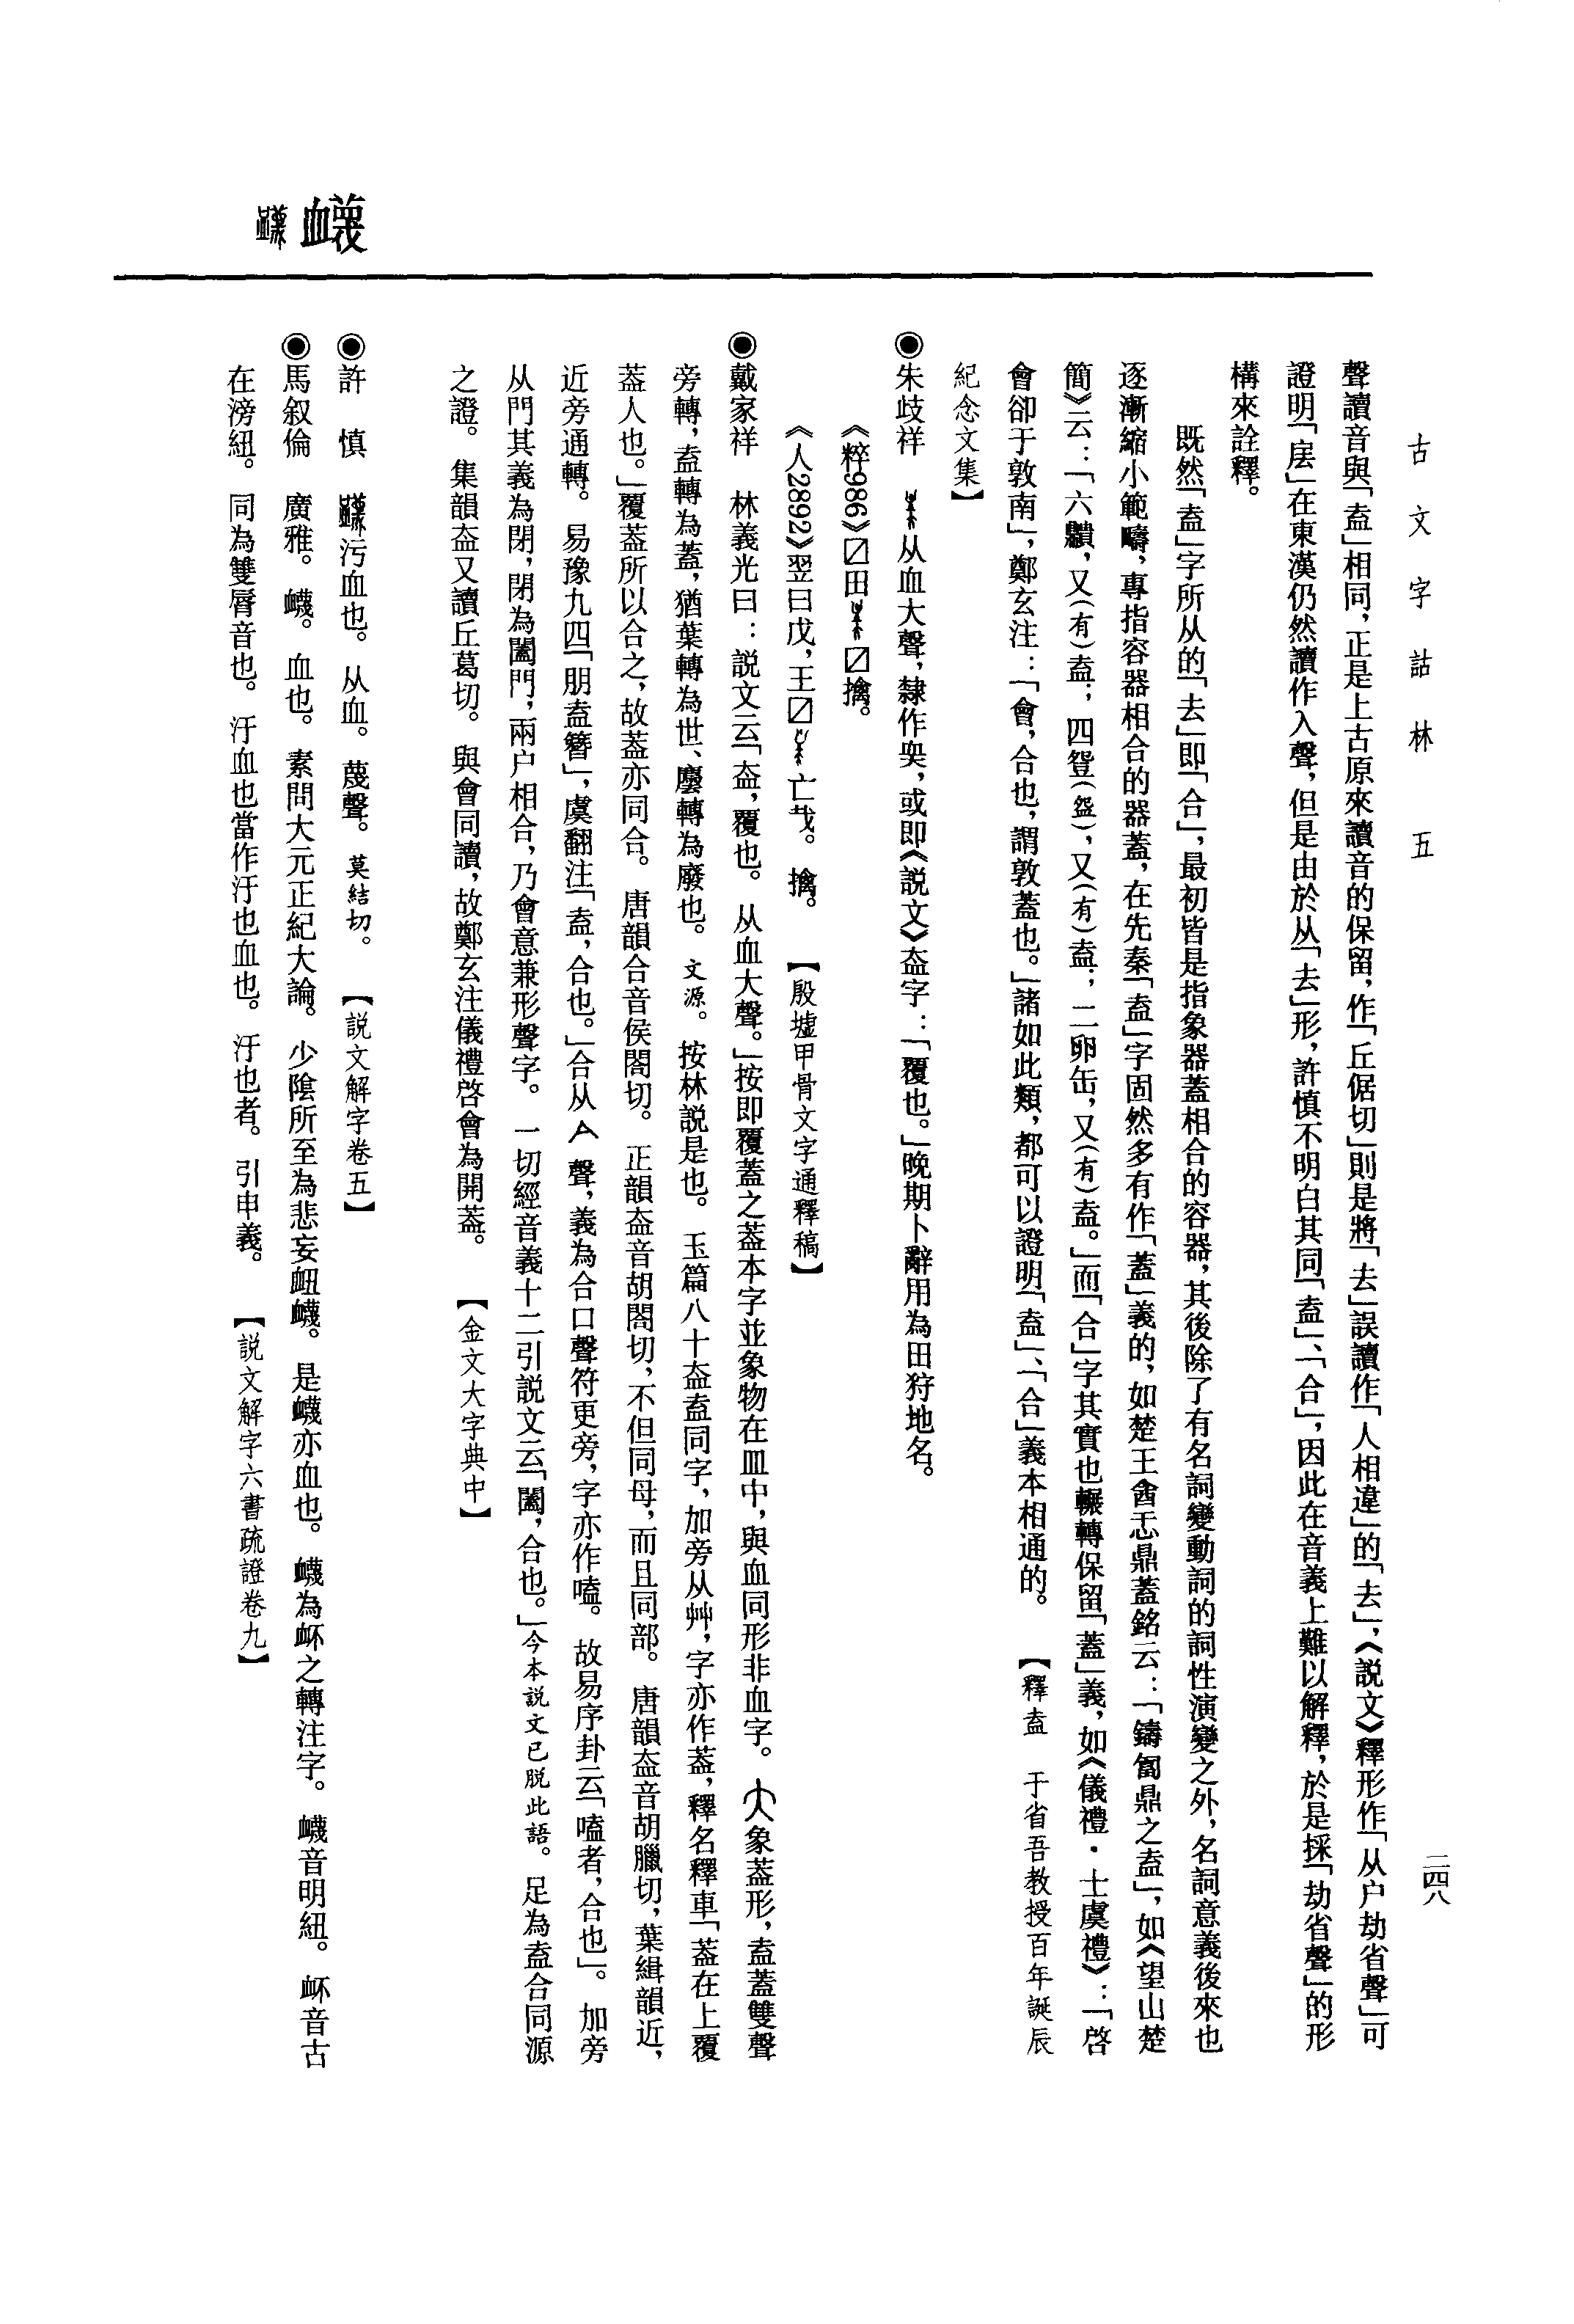 古文字詁林　五
二四八
聲讀音與「盍」相同，正是上古原來讀音的保留，作「丘倨切」則是將「去」誤讀作「人相違」的「去」，《説文》釋形作「从户劫省聲」可
證明「㕎」在東漢仍然讀作入聲，但是由於从「去」形，許慎不明白其同「盍」、「合」，因此在音義上難以解釋，於是採「劫省聲」的形
構來詮釋。
既然「盍」字所从的「去」即「合」，最初皆是指象器蓋相合的容器，其後除了有名詞變動詞的詞性演變之外，名詞意義後來也
逐漸縮小範疇，專指容器相合的器蓋，在先秦「盍」字固然多有作「蓋」義的，如楚王酓忎鼎蓋銘云：「鑄匋鼎之盍」，如《望山楚
簡》云：「六䵻，又（有）盍；四䇺（盌），又（有）盍；二卵缶，又（有）盍。」而「合」字其實也輾轉保留「蓋」義，如《儀禮·士虞禮》：「啓
會卻于敦南」，鄭玄注：「會，合也，謂敦蓋也。」諸如此類，都可以證明「盍」、「合」義本相通的。　【釋盍　于省吾教授百年誕辰
紀念文集】
◉朱歧祥　从血大聲，隸作㚖，或即《説文》盇字：「覆也。」晚期卜辭用為田狩地名。
《粹986》☒田☒擒。
《人2892》翌日戊，王☒亡𢦏。擒。　【殷墟甲骨文字通釋稿】
◉戴家祥　林義光曰：説文云「盇，覆也。从血大聲。」按即覆蓋之葢本字並象物在皿中，與血同形非血字。象葢形，盍蓋雙聲
旁轉，盍轉為蓋，猶葉轉為世、廢轉為廢也。文源。按林説是也。玉篇八十盇盍同字，加旁从艸，字亦作葢，釋名釋車「葢在上覆
葢人也。」覆葢所以合之，故葢亦同合。唐韻合音侯閤切。正韻盇音胡閤切，不但同母，而且同部。唐韻盇音胡臘切，葉緝韻近，
近旁通轉。易豫九四「朋盍簪」，虞翻注「盍，合也。」合从亼聲，義為合口聲符更旁，字亦作嗑。故易序卦云「嗑者，合也」。加旁
从門其義為閉，閉為闔門，兩户相合，乃會意兼形聲字。一切經音義十二引説文云「闔，合也。」今本説文已脱此語。足為盍合同源
之證。集韻盇又讀丘葛切。與會同讀，故鄭玄注儀禮啓會為開葢。　【金文大字典中】
衊
◉許　慎　衊污血也。从血。蔑聲。莫結切。　【説文解字卷五】
◉馬叙倫　廣雅。衊。血也。素問大元正紀大論。少陰所至為悲妄衄衊。是衊亦血也。衊為衃之轉注字。衊音明紐。衃音古
在滂紐。同為雙脣音也。汙血也當作汙也血也。汙也者。引申義。　【説文解字六書疏證卷九】